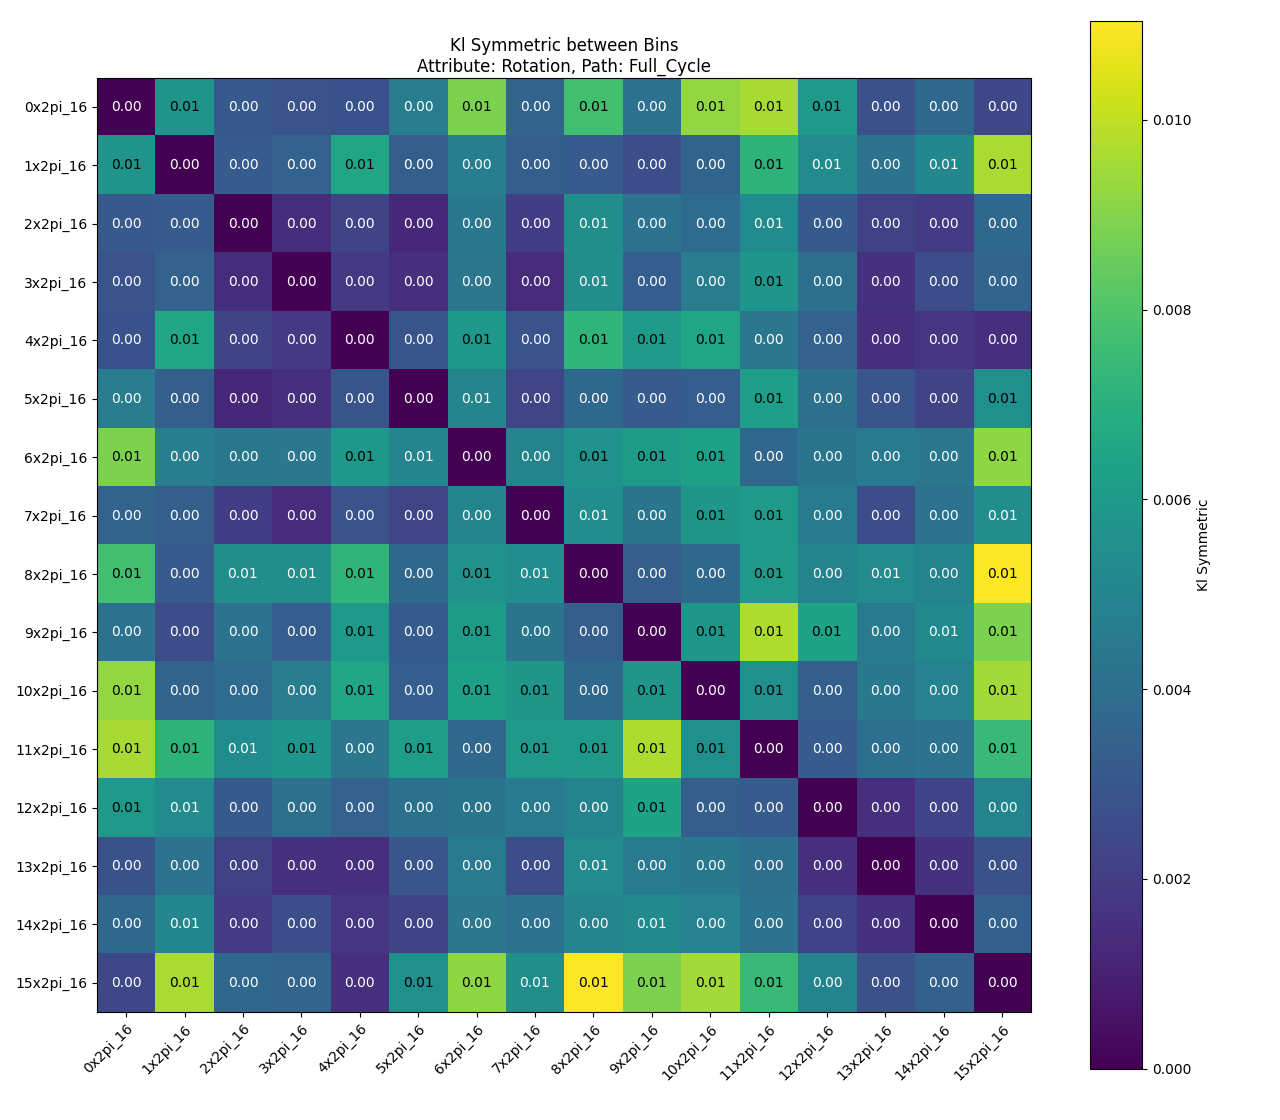 Kl Symmetric between Bins
Attribute: Rotation, Path: Full_Cycle
0x2pi_16 0.00 0.01 0.00 0.00 0.00 0.00 0.01 0.00 0.01 0.00 0.01 0.01 0.01 0.00 0.00 0.00
1x2pi_16 0.01 0.00 0.00 0.00 0.01 0.00 0.00 0.00 0.00 0.00 0.00 0.01 0.01 0.00 0.01 0.01
2x2pi_16 0.00 0.00 0.00 0.00 0.00 0.00 0.00 0.00 0.01 0.00 0.00 0.01 0.00 0.00 0.00 0.00
3x2pi_16 0.00 0.00 0.00 0.00 0.00 0.00 0.00 0.00 0.01 0.00 0.00 0.01 0.00 0.00 0.00 0.00
4x2pi_16 0.00 0.01 0.00 0.00 0.00 0.00 0.01 0.00 0.01 0.01 0.01 0.00 0.00 0.00 0.00 0.00
5x2pi_16 0.00 0.00 0.00 0.00 0.00 0.00 0.01 0.00 0.00 0.00 0.00 0.01 0.00 0.00 0.00 0.01
6x2pi_16 0.01 0.00 0.00 0.00 0.01 0.01 0.00 0.00 0.01 0.01 0.01 0.00 0.00 0.00 0.00 0.01
7x2pi_16 0.00 0.00 0.00 0.00 0.00 0.00 0.00 0.00 0.01 0.00 0.01 0.01 0.00 0.00 0.00 0.01
8x2pi_16 0.01 0.00 0.01 0.01 0.01 0.00 0.01 0.01 0.00 0.00 0.00 0.01 0.00 0.01 0.00 0.01
9x2pi_16 0.00 0.00 0.00 0.00 0.01 0.00 0.01 0.00 0.00 0.00 0.01 0.01 0.01 0.00 0.01 0.01
10x2pi_16 0.01 0.00 0.00 0.00 0.01 0.00 0.01 0.01 0.00 0.01 0.00 0.01 0.00 0.00 0.00 0.01
11x2pi_16 0.01 0.01 0.01 0.01 0.00 0.01 0.00 0.01 0.01 0.01 0.01 0.00 0.00 0.00 0.00 0.01
12x2pi_16 0.01 0.01 0.00 0.00 0.00 0.00 0.00 0.00 0.00 0.01 0.00 0.00 0.00 0.00 0.00 0.00
13x2pi_16 0.00 0.00 0.00 0.00 0.00 0.00 0.00 0.00 0.01 0.00 0.00 0.00 0.00 0.00 0.00 0.00
14x2pi_16 0.00 0.01 0.00 0.00 0.00 0.00 0.00 0.00 0.00 0.01 0.00 0.00 0.00 0.00 0.00 0.00
15x2pi_16 0.00 0.01 0.00 0.00 0.00 0.01 0.01 0.01 0.01 0.01 0.01 0.01 0.00 0.00 0.00 0.00
0x2pi_16 1x2pi_16 2x2pi_16 3x2pi_16 4x2pi_16 5x2pi_16 6x2pi_16 7x2pi_16 8x2pi_16 9x2pi_16 10x2pi_16 11x2pi_16 12x2pi_16 13x2pi_16 14x2pi_16 15x2pi_16
0.010
0.008
0.006
0.004
0.002
0.000
Kl Symmetric